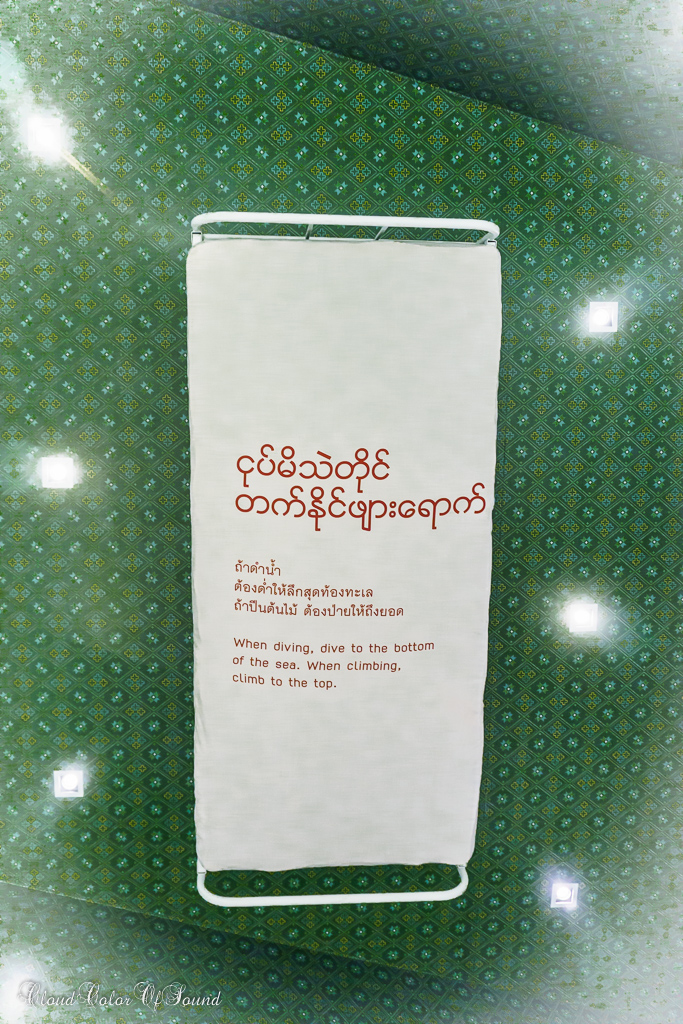 ငုပ်မိသဲတိုင်
တက်နိုင်ဖျားရောက်
ถ้าดำน้ำ
ต้องดำให้ลึกสุดท้องทะเล
ถ้าปีนต้นไม้ ต้องป่ายให้ถึงยอด
When diving, dive to the bottom
of the sea. When climbing,
climb to the top.
Cloud Color Of Sound